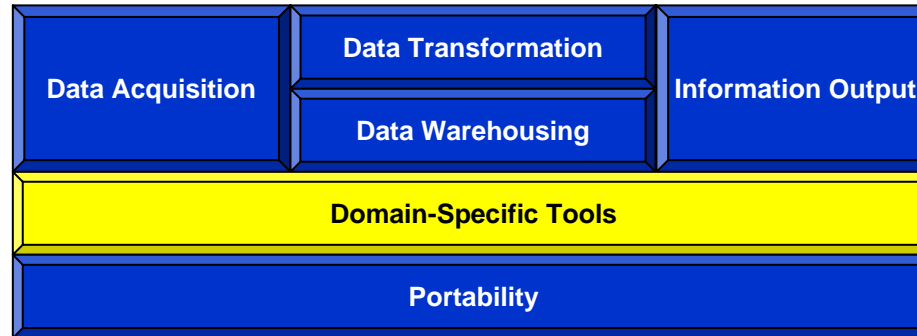 Data Acquisition
Data Transformation
Data Warehousing
Information Output
Domain-Specific Tools
Portability